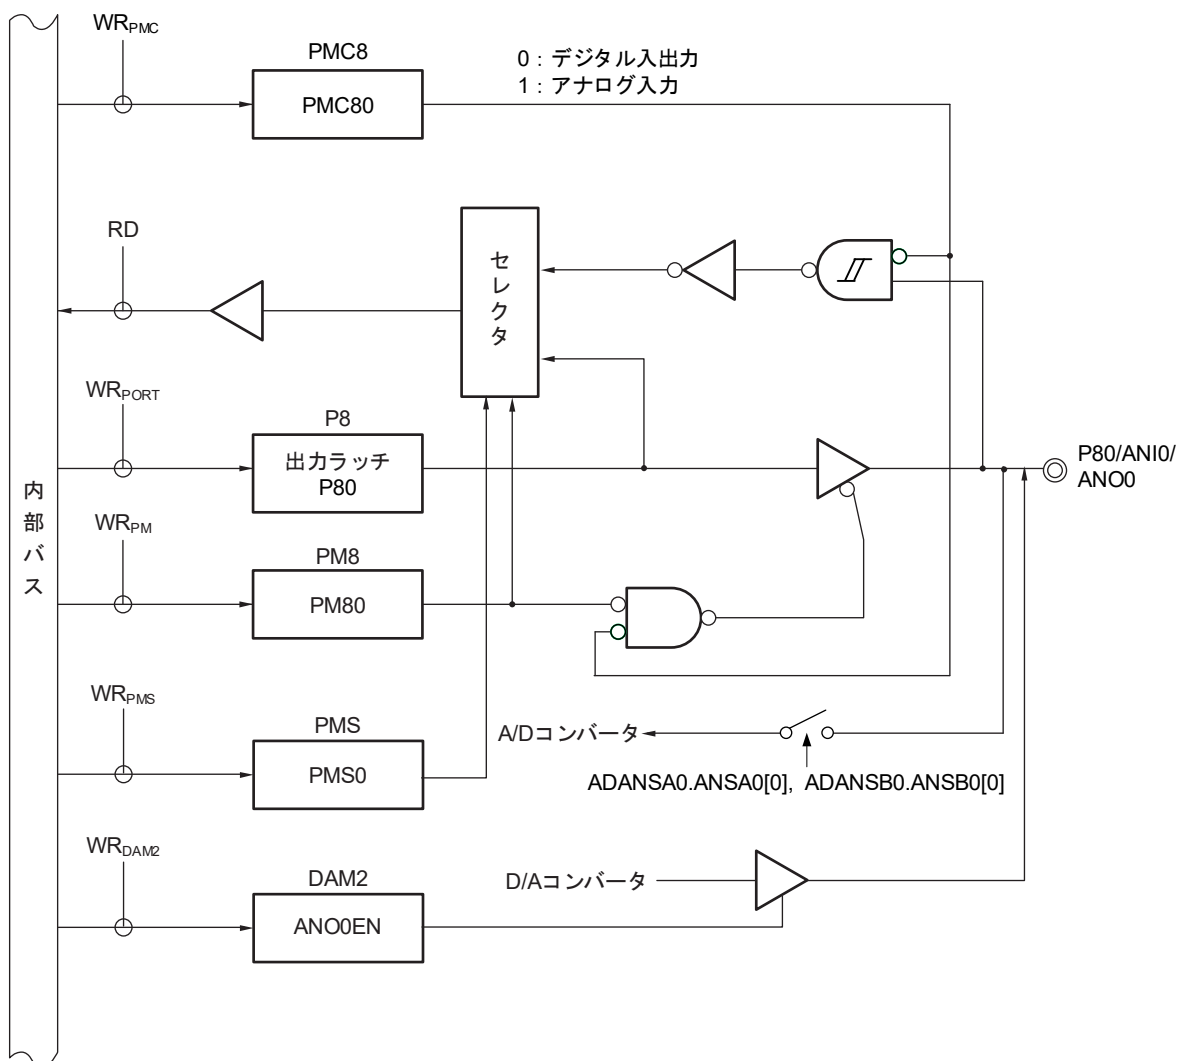 WRPMC
PMC8
PMC80
0：デジタル入出力
1：アナログ入力
RD
セレクタ
WRPORT
P8
出力ラッチ
P80
P80/ANI0/
ANO0
内部バス
WRPM
PM8
PM80
WRPMS
PMS
PMS0
A/Dコンバータ
ADANSA0.ANSA0[0], ADANSB0.ANSB0[0]
WRDAM2
DAM2
ANO0EN
D/Aコンバータ